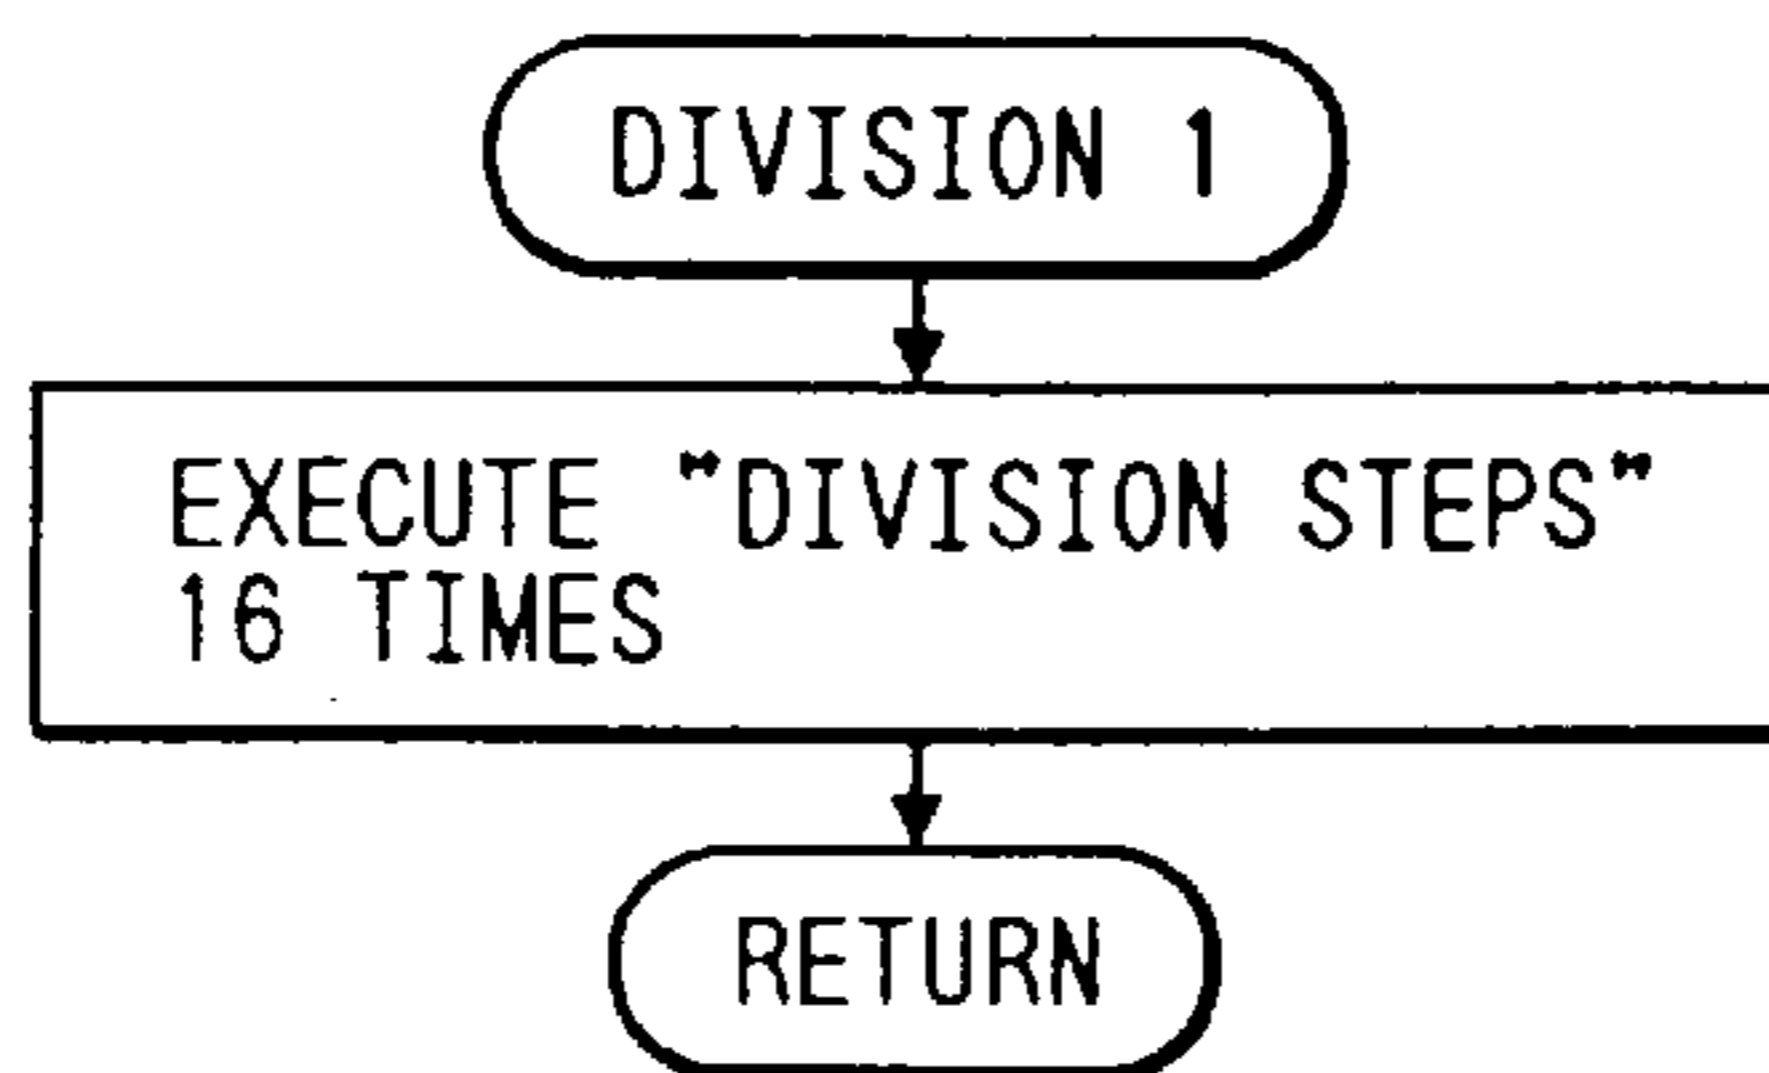 DIVISION 1
EXECUTE "DIVISION STEPS"
16 TIMES
RETURN